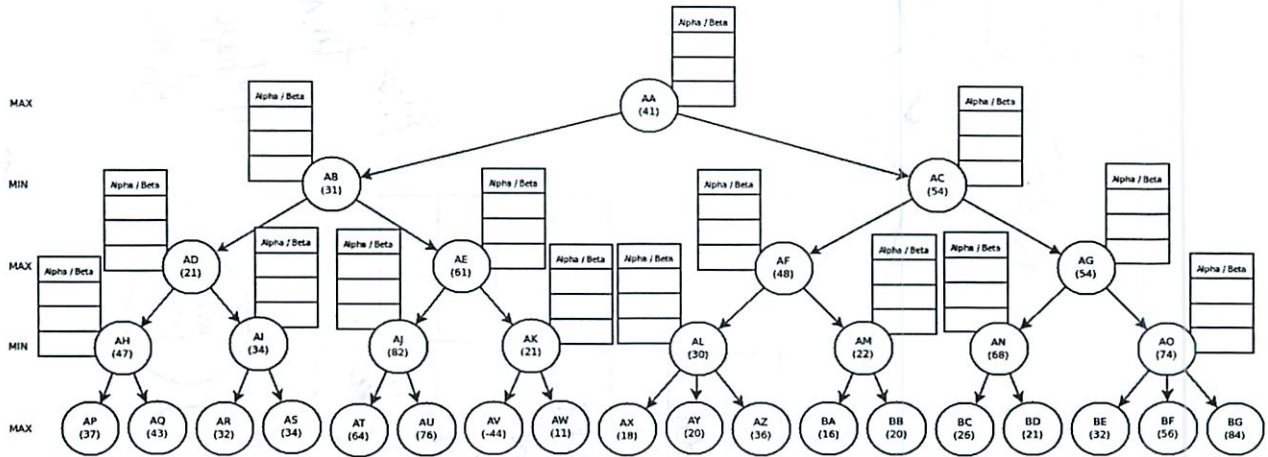 Alpha / Beta
MAX
Alpha / Beta
AA
(41)
Alpha / Beta
MIN
AB
(31)
AC
(54)
Alpha / Beta
Alpha / Beta
Alpha / Beta
Alpha / Beta
MAX
AD
(21)
Alpha / Beta
Alpha / Beta
AE
(61)
AF
(48)
AG
(54)
Alpha / Beta
Alpha / Beta
Alpha / Beta
Alpha / Beta
Alpha / Beta
Alpha / Beta
MIN
AH
(47)
AI
(34)
AJ
(82)
AK
(21)
AL
(30)
AM
(22)
AN
(68)
AO
(74)
MAX
AP
(37)
AQ
(43)
AR
(32)
AS
(34)
AT
(64)
AU
(76)
AV
(-44)
AW
(11)
AX
(18)
AY
(20)
AZ
(36)
BA
(16)
BB
(20)
BC
(26)
BD
(21)
BE
(32)
BF
(56)
BG
(84)